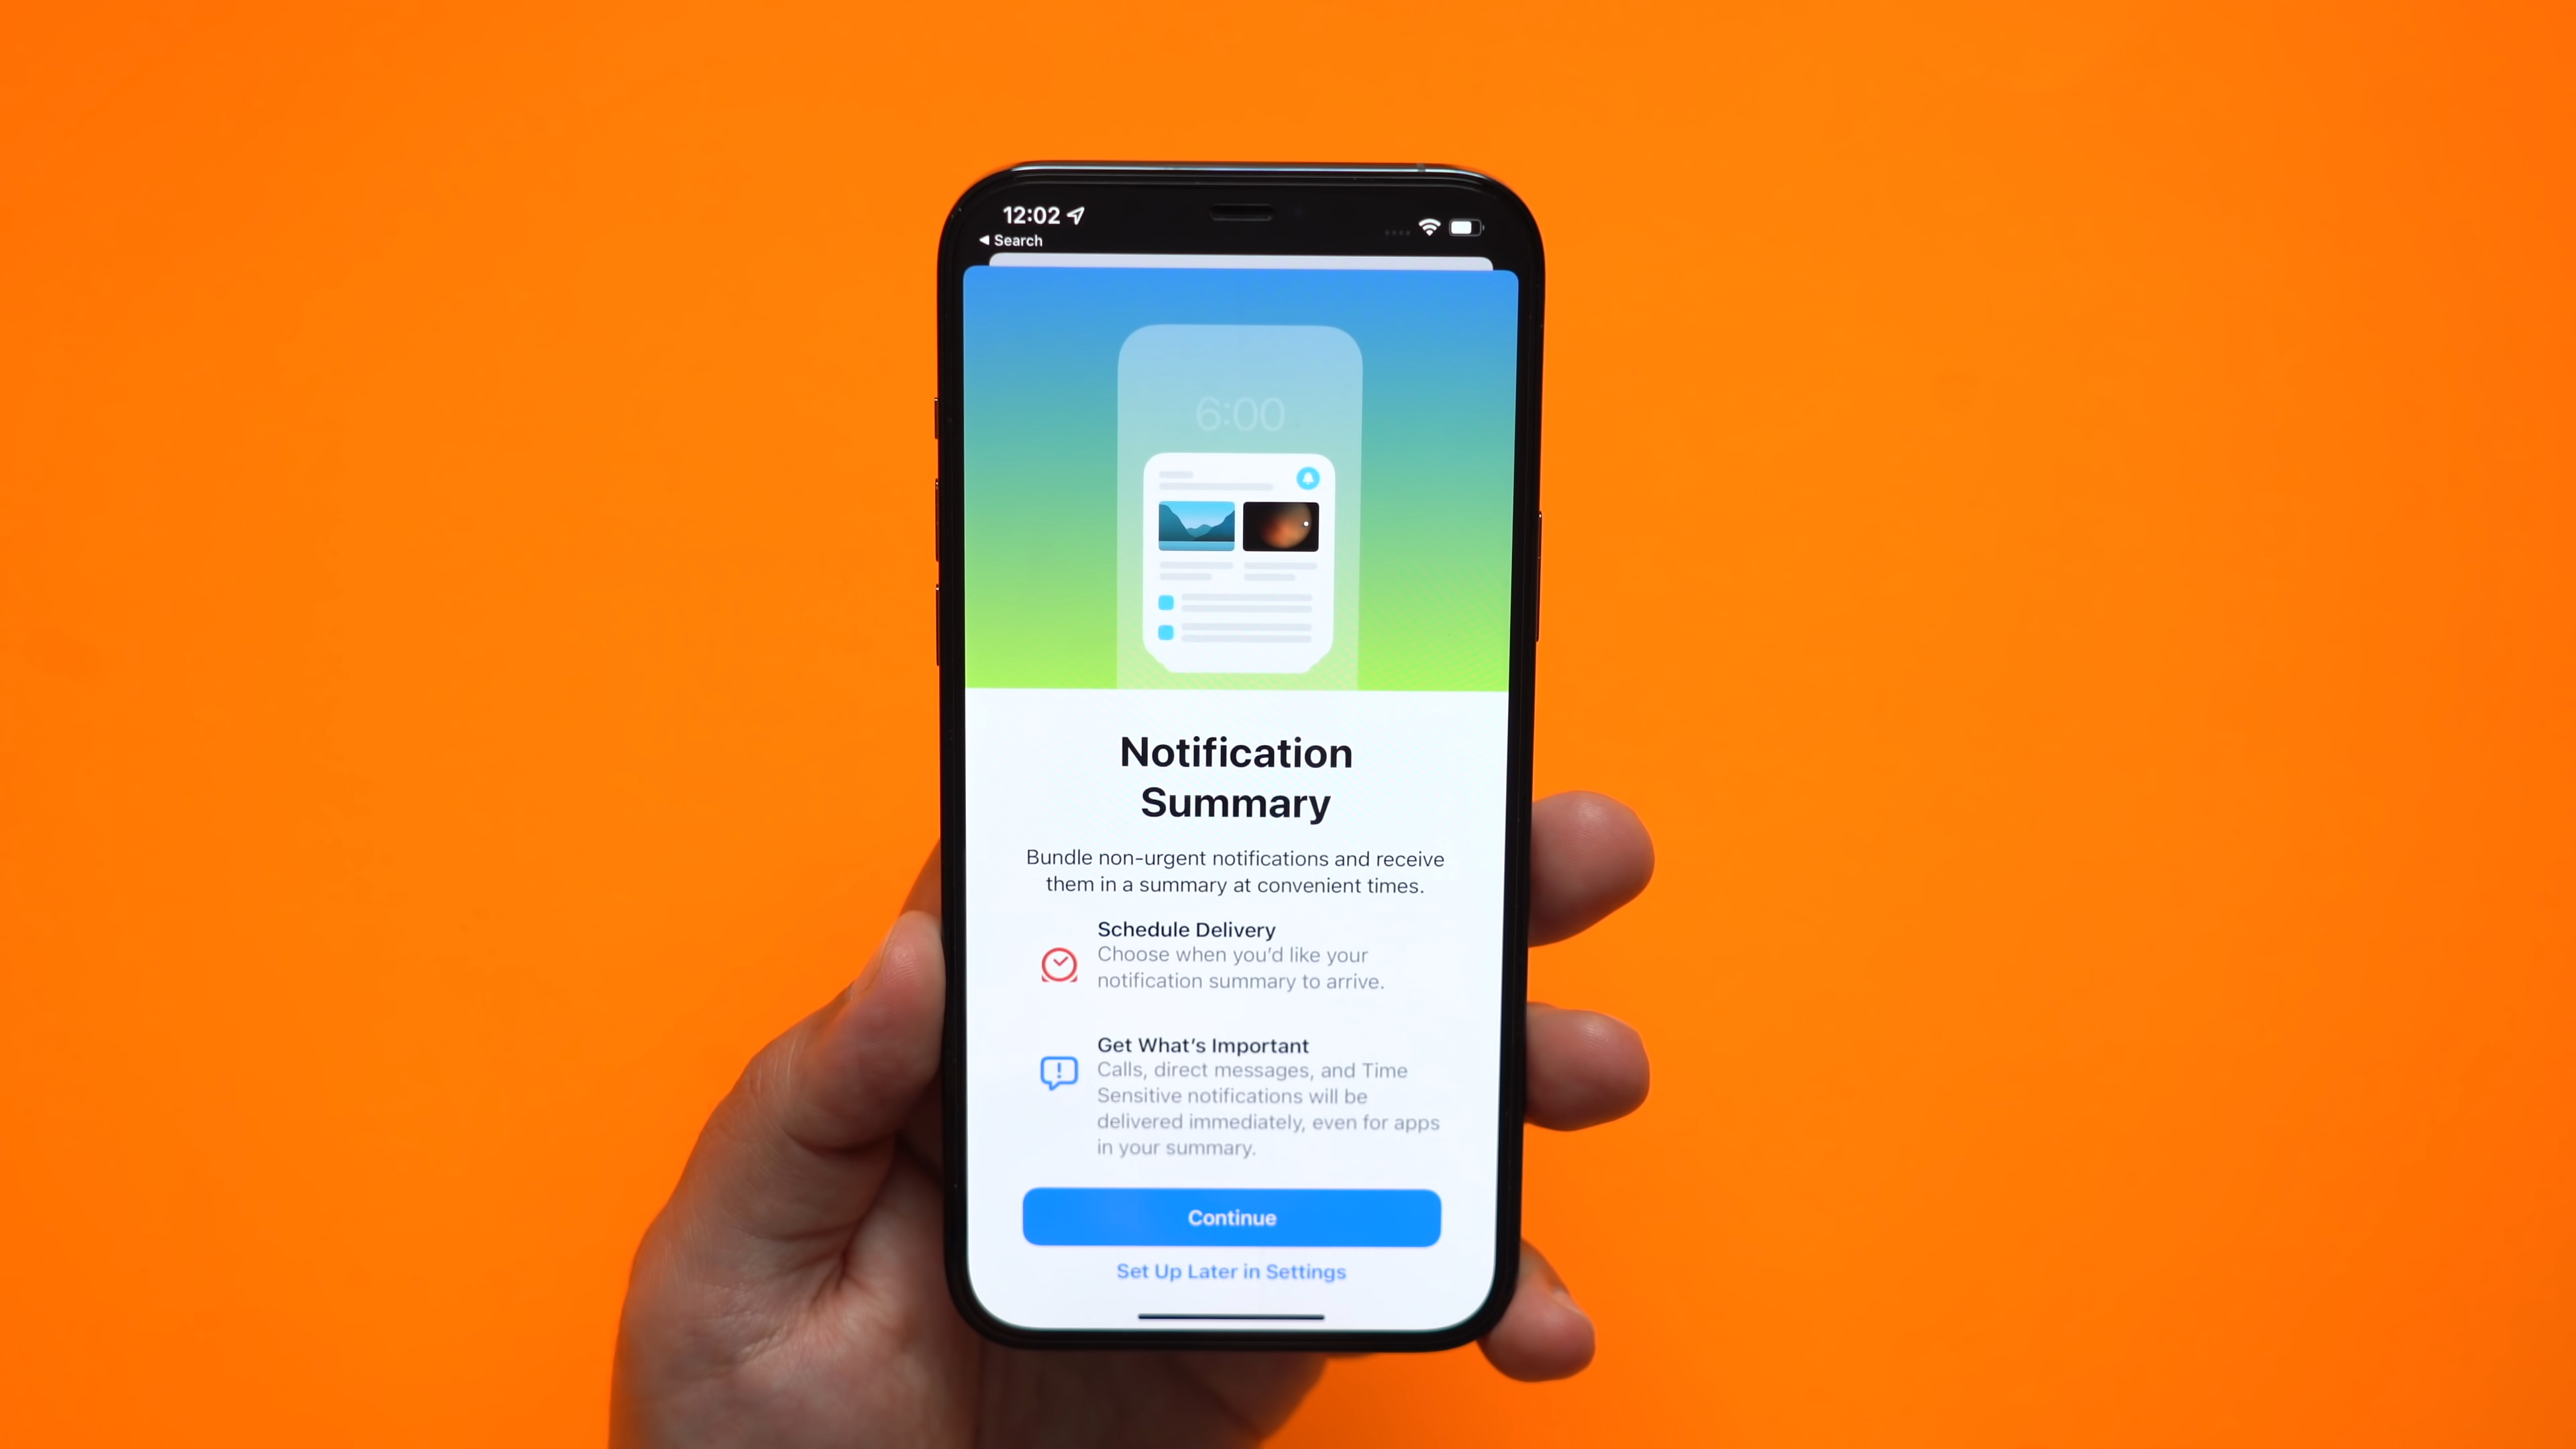 12:02
◀ Search
6:00
Notification
Summary
Bundle non-urgent notifications and receive
them in a summary at convenient times.
Schedule Delivery
Choose when you’d like your
notification summary to arrive.
Get What’s Important
Calls, direct messages, and Time
Sensitive notifications will be
delivered immediately, even for apps
in your summary.
Continue
Set Up Later in Settings